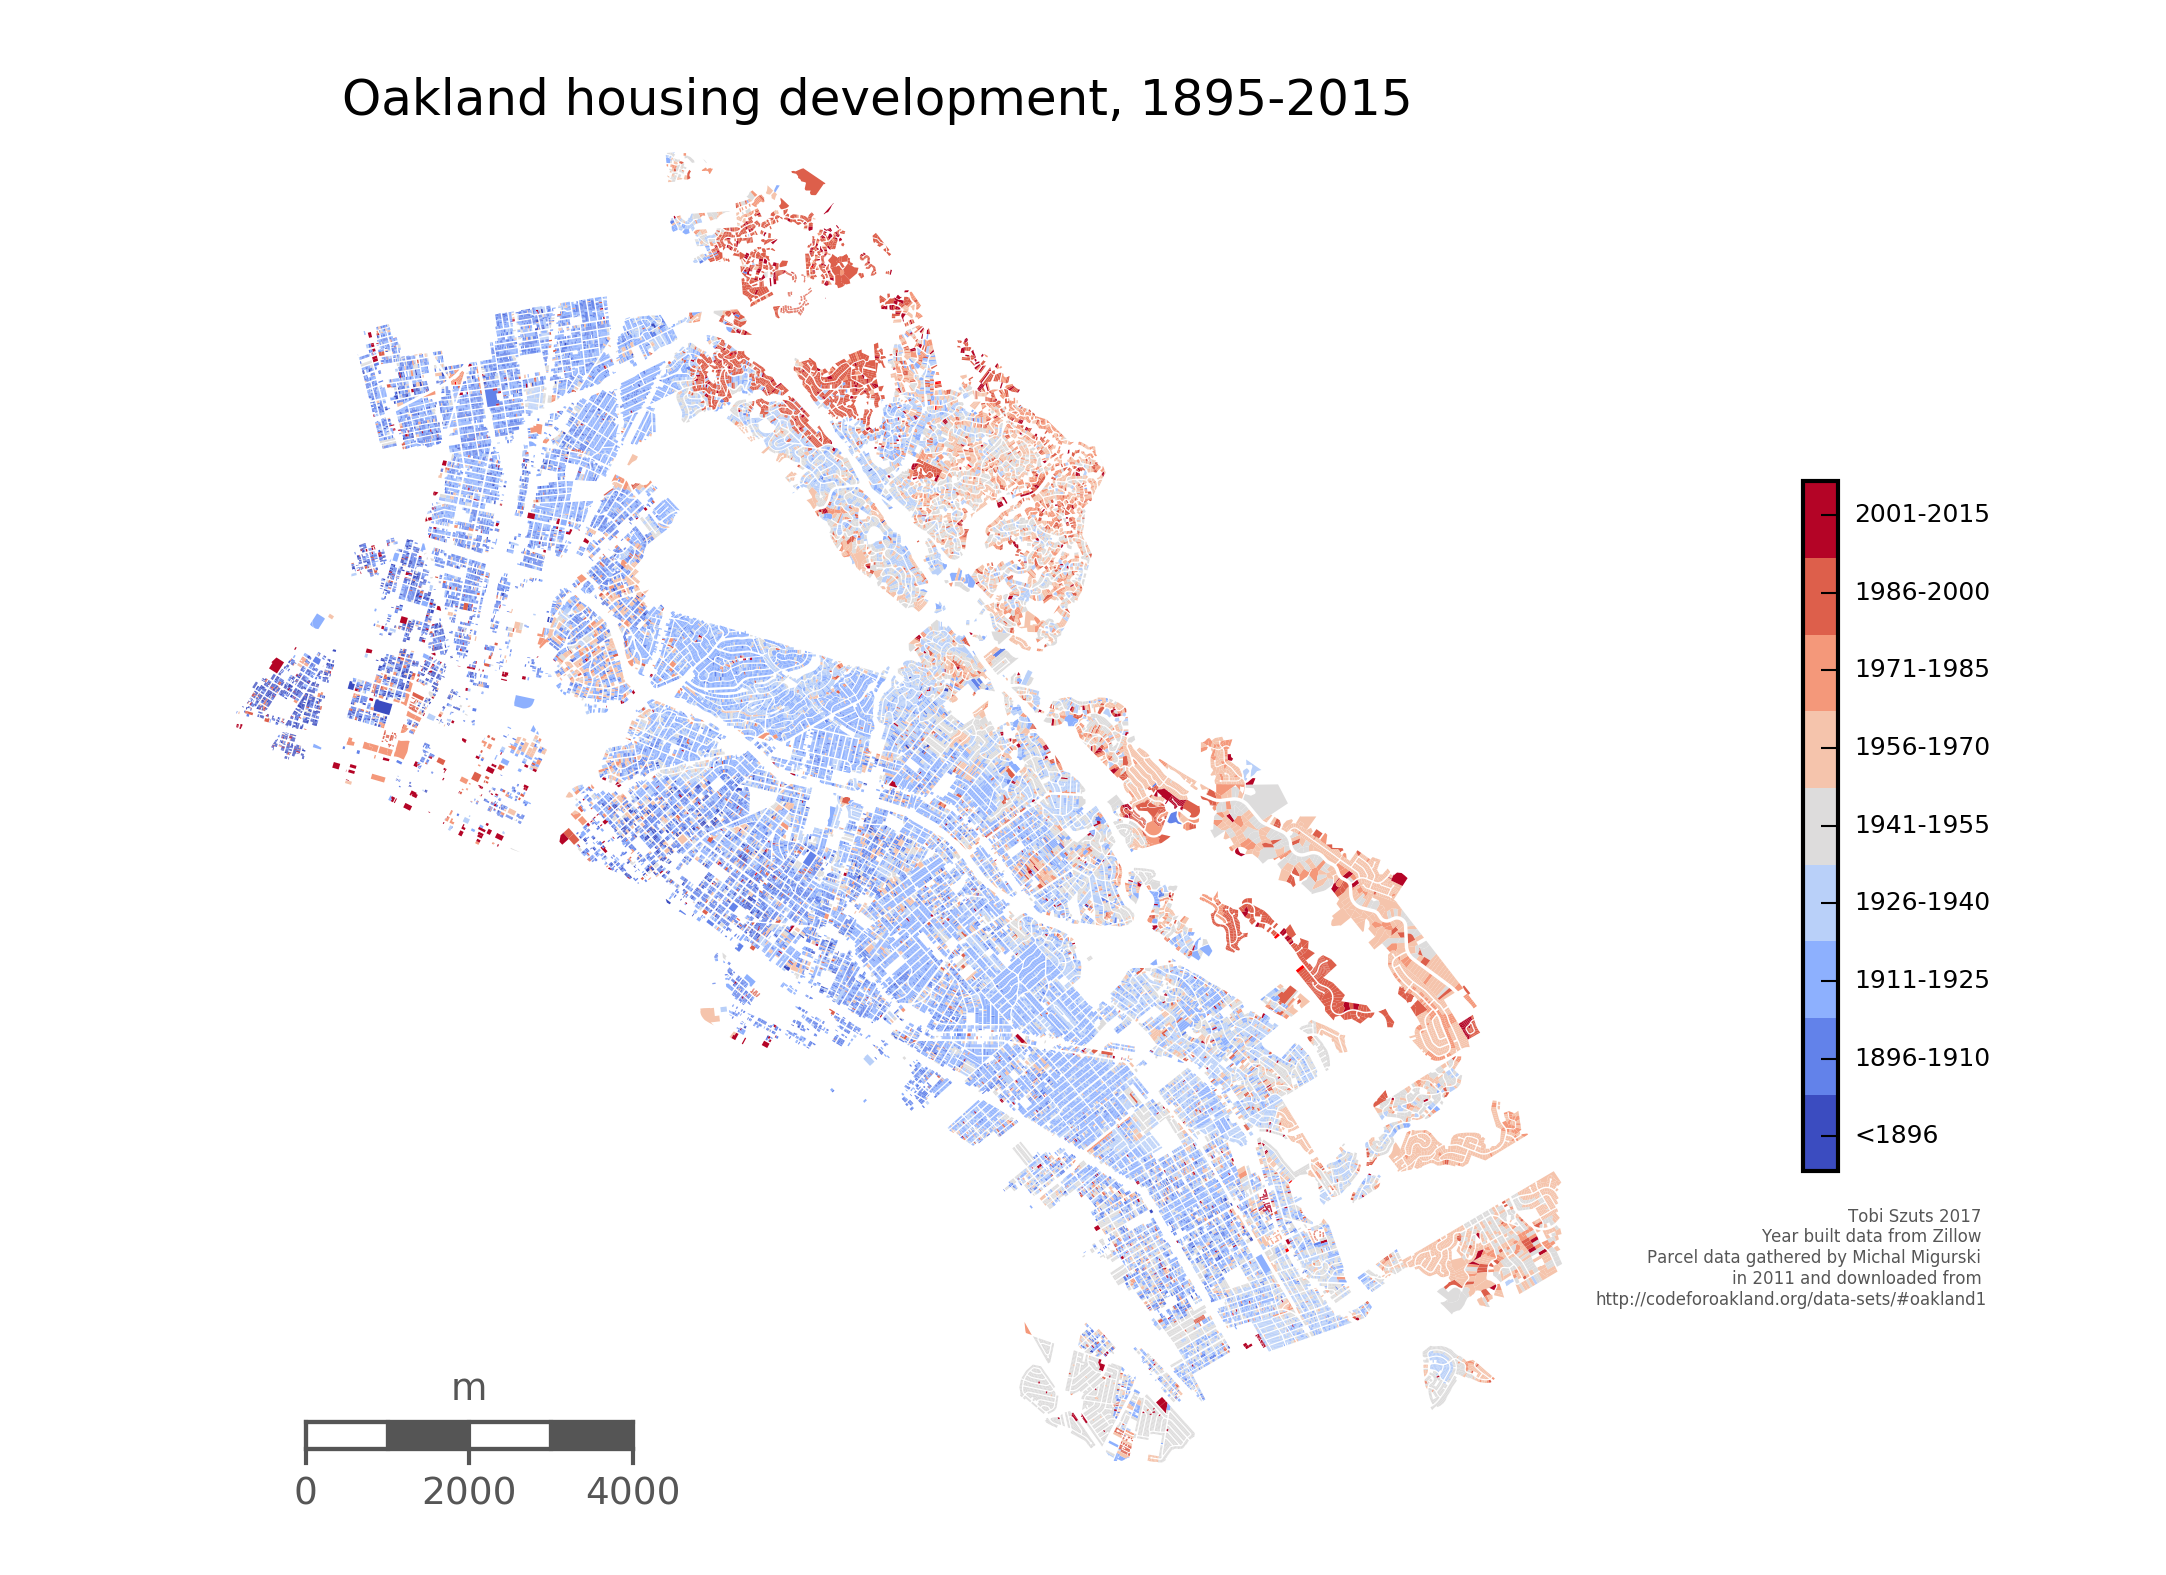 Oakland housing development, 1895-2015
2001-2015
1986-2000
1971-1985
1956-1970
1941-1955
1926-1940
1911-1925
1896-1910
<1896
Tobi Szuts 2017
Year built data from Zillow
Parcel data gathered by Michal Migurski
in 2011 and downloaded from
http://codeforoakland.org/data-sets/#oakland1
m
0 2000 4000